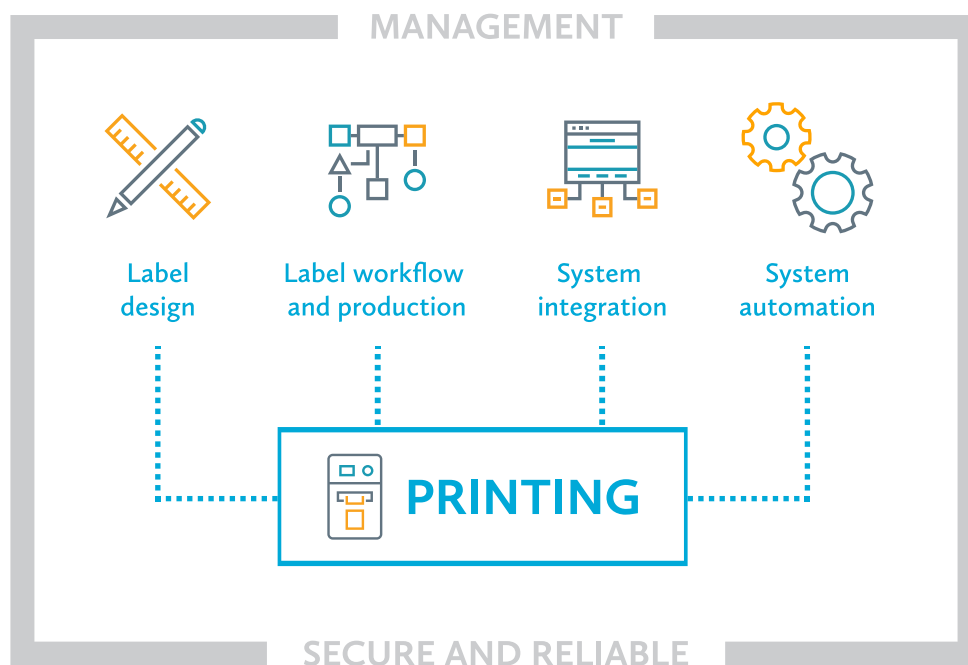 MANAGEMENT
Label
design
Label workflow
and production
System
integration
System
automation
PRINTING
SECURE AND RELIABLE